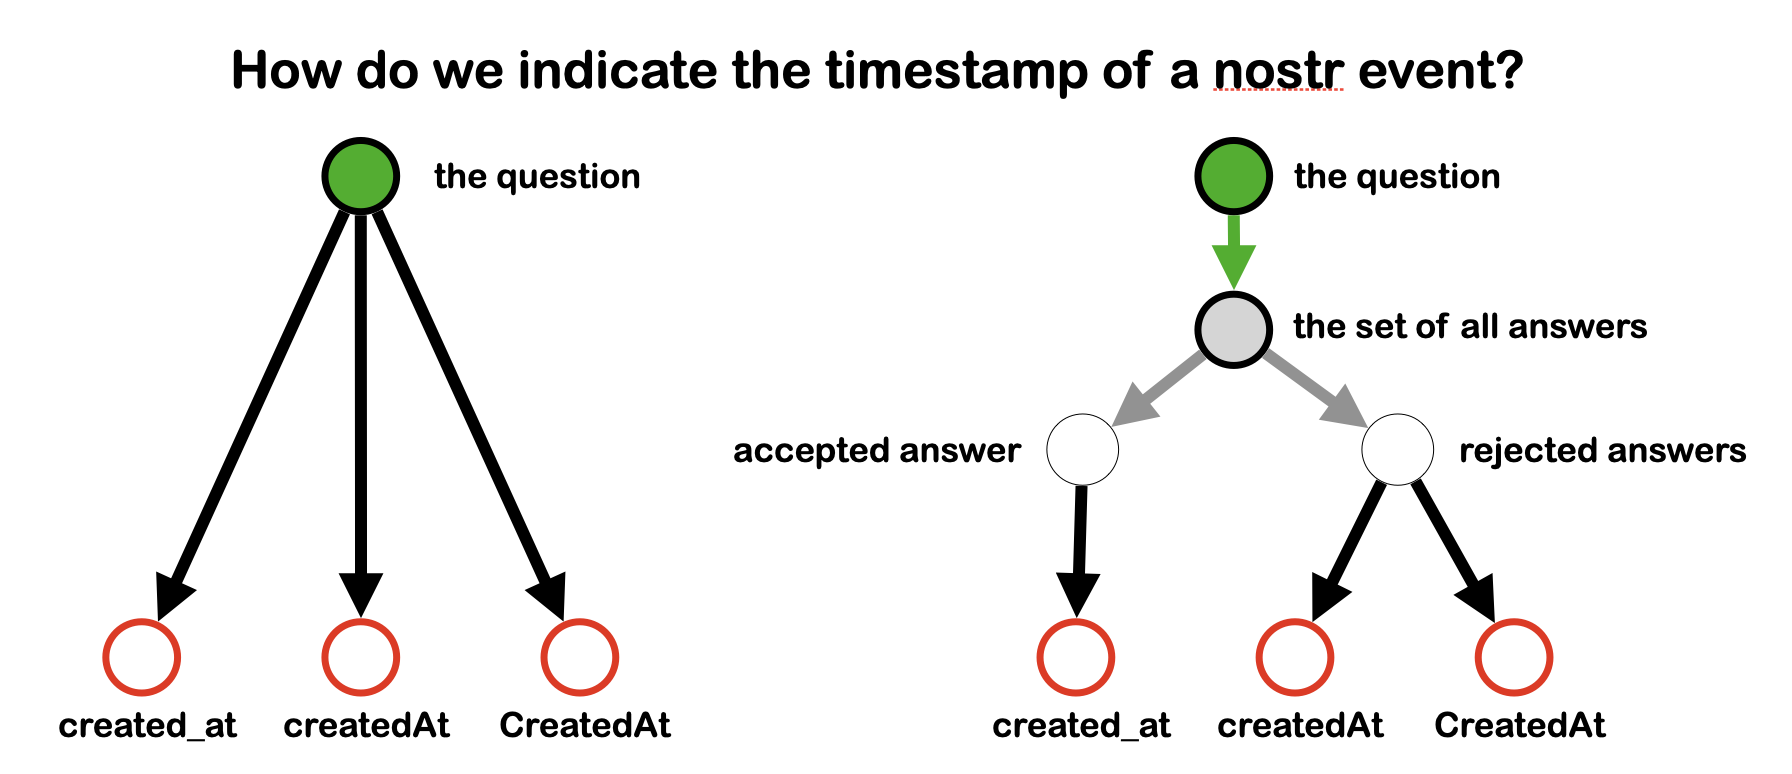 How do we indicate the timestamp of a nostr event?
the question
the question
the set of all answers
accepted answer
rejected answers
created_at
createdAt
CreatedAt
created_at
createdAt
CreatedAt